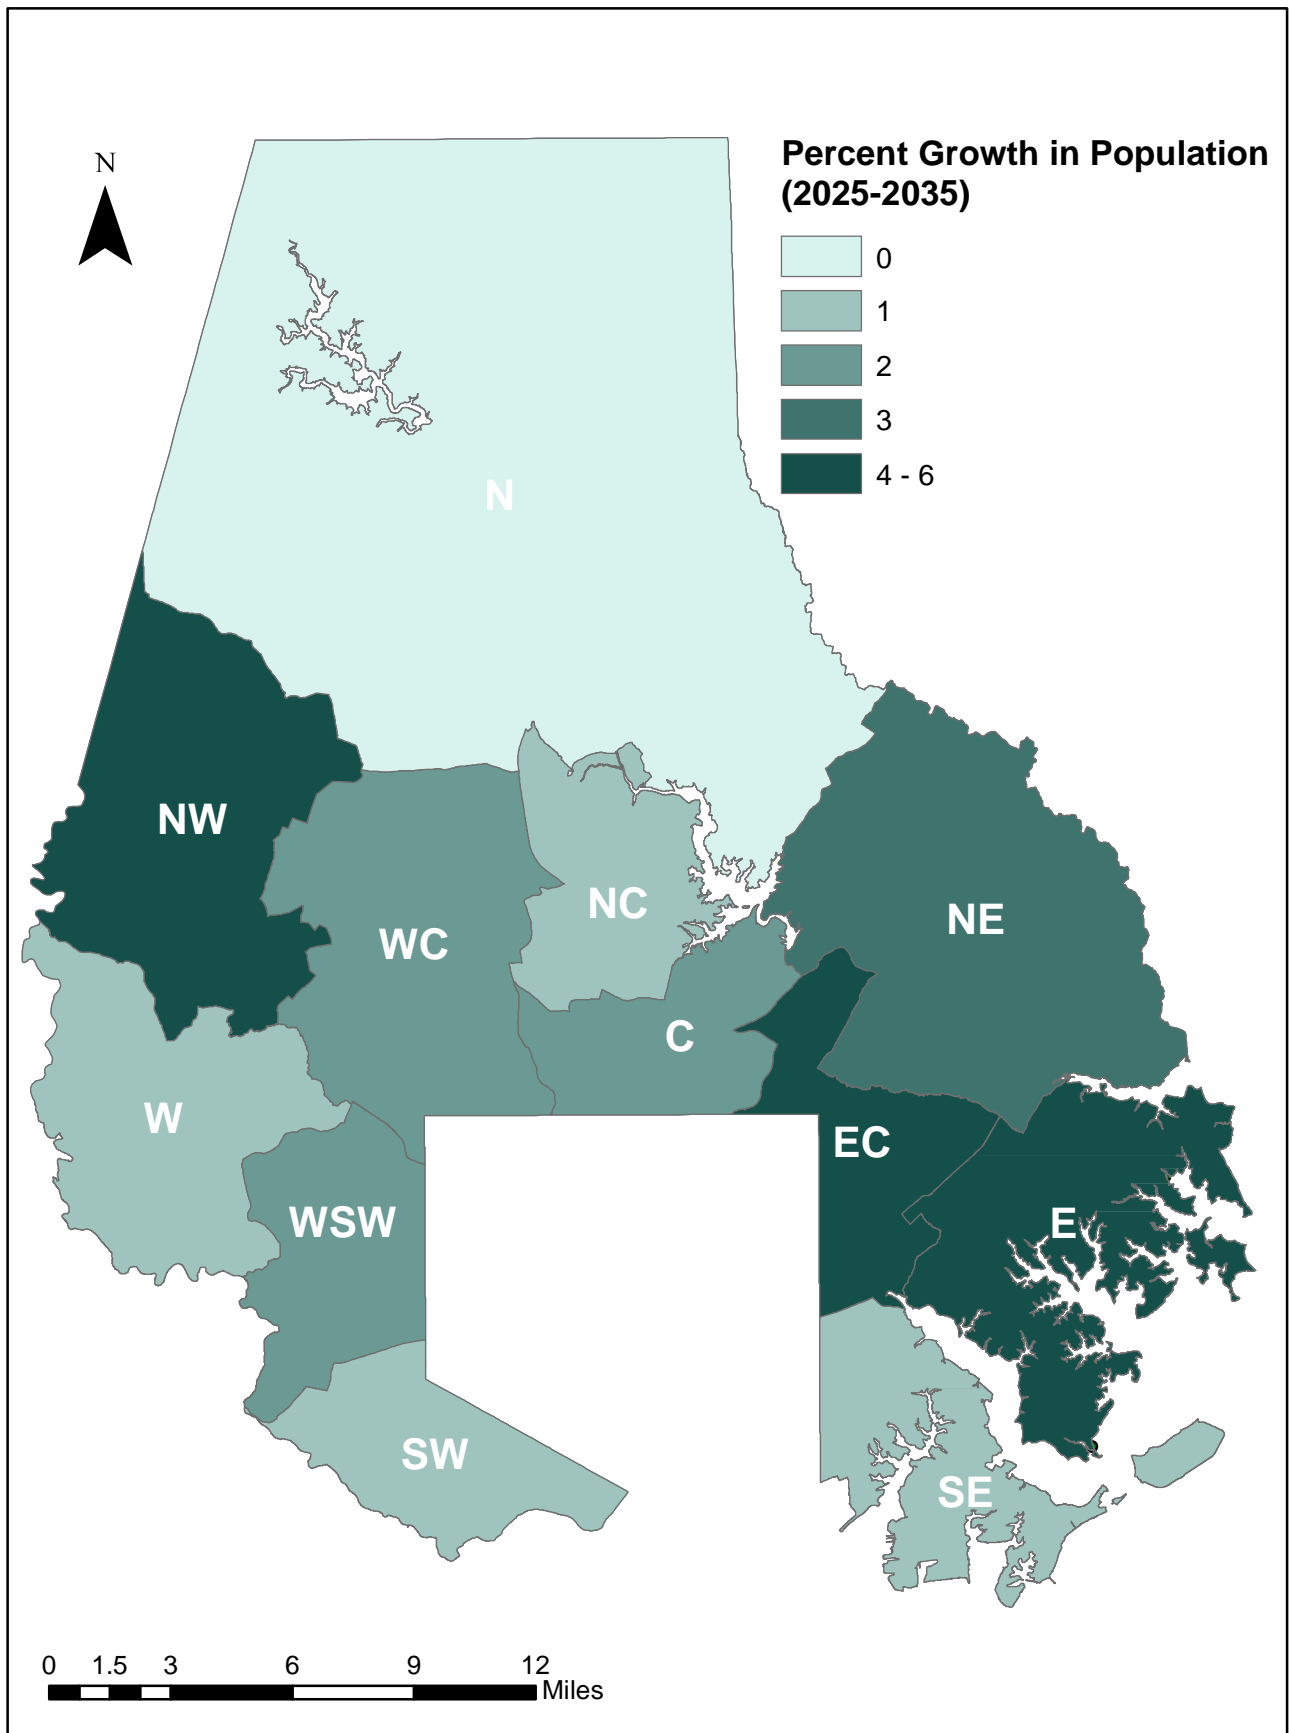 N
Percent Growth in Population
(2025-2035)
0
1
2
3
4 - 6
N
NW
NC
WC
NE
C
W
EC
WSW
E
SW
SE
0 1.5 3 6 9 12
Miles